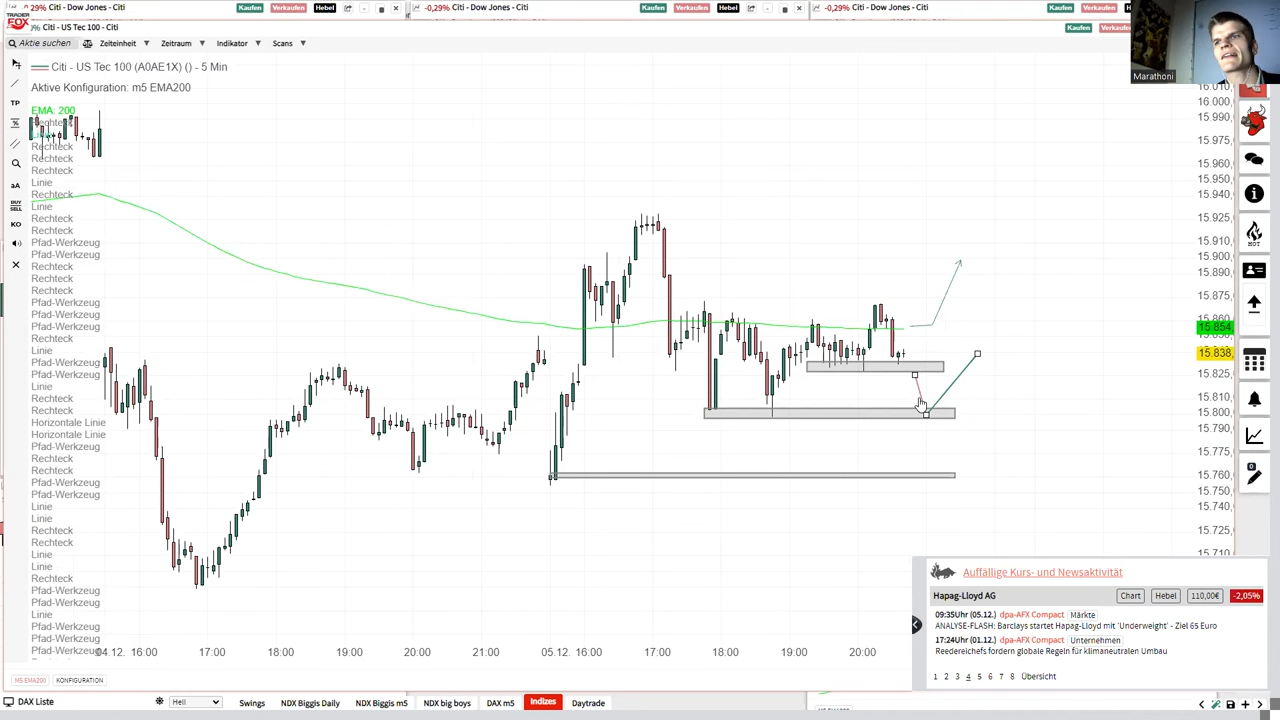 29% Citi - Dow Jones - Citi Kaufen Verkaufen Hebel
-0,29% Citi - Dow Jones - Citi Kaufen Verkaufen Hebel
-0,29% Citi - Dow Jones - Citi Kaufen Verkaufen
TRADER
FOX
% Citi - US Tec 100 - Citi Kaufen
Aktie suchen Zeiteinheit Zeitraum Indikator Scans
Marathoni
Citi - US Tec 100 (A0AE1X) () - 5 Min
Aktive Konfiguration: m5 EMA200
EMA: 200
Rechteck
Rechteck
Rechteck
Rechteck
Linie
Rechteck
Linie
Rechteck
Rechteck
Pfad-Werkzeug
Pfad-Werkzeug
Rechteck
Rechteck
Rechteck
Pfad-Werkzeug
Pfad-Werkzeug
Pfad-Werkzeug
Rechteck
Linie
Rechteck
Pfad-Werkzeug
Linie
Rechteck
Rechteck
Horizontale Linie
Horizontale Linie
Pfad-Werkzeug
Rechteck
Rechteck
Pfad-Werkzeug
Pfad-Werkzeug
Linie
Linie
Rechteck
Rechteck
Linie
Linie
Rechteck
Pfad-Werkzeug
Pfad-Werkzeug
Linie
Pfad-Werkzeug
Pfad-Werkzeug
TP
%
aA
BUY
SELL
KO
16.000
15.990,
15.975,
15.960,
15.950,
15.940,
15.925,
15.910,
15.900,
15.890,
15.875,
15.854
15.838
15.825,
15.810,
15.800,
15.790,
15.775,
15.760,
15.750,
15.740,
15.725,
15.710,
HOT
04.12. 16:00 17:00 18:00 19:00 20:00 21:00 05.12. 16:00 17:00 18:00 19:00 20:00
M5 EMA200 KONFIGURATION
Auffällige Kurs- und Newsaktivität
Hapag-Lloyd AG Chart Hebel 110,00€ -2,05%
09:35Uhr (05.12.) dpa-AFX Compact Märkte
ANALYSE-FLASH: Barclays startet Hapag-Lloyd mit 'Underweight' - Ziel 65 Euro
17:24Uhr (01.12.) dpa-AFX Compact Unternehmen
Reedereichefs fordern globale Regeln für klimaneutralen Umbau
1 2 3 4 5 6 7 8 Übersicht
DAX Liste Hell Swings NDX Biggis Daily NDX Biggis m5 NDX big boys DAX m5 Indizes Daytrade